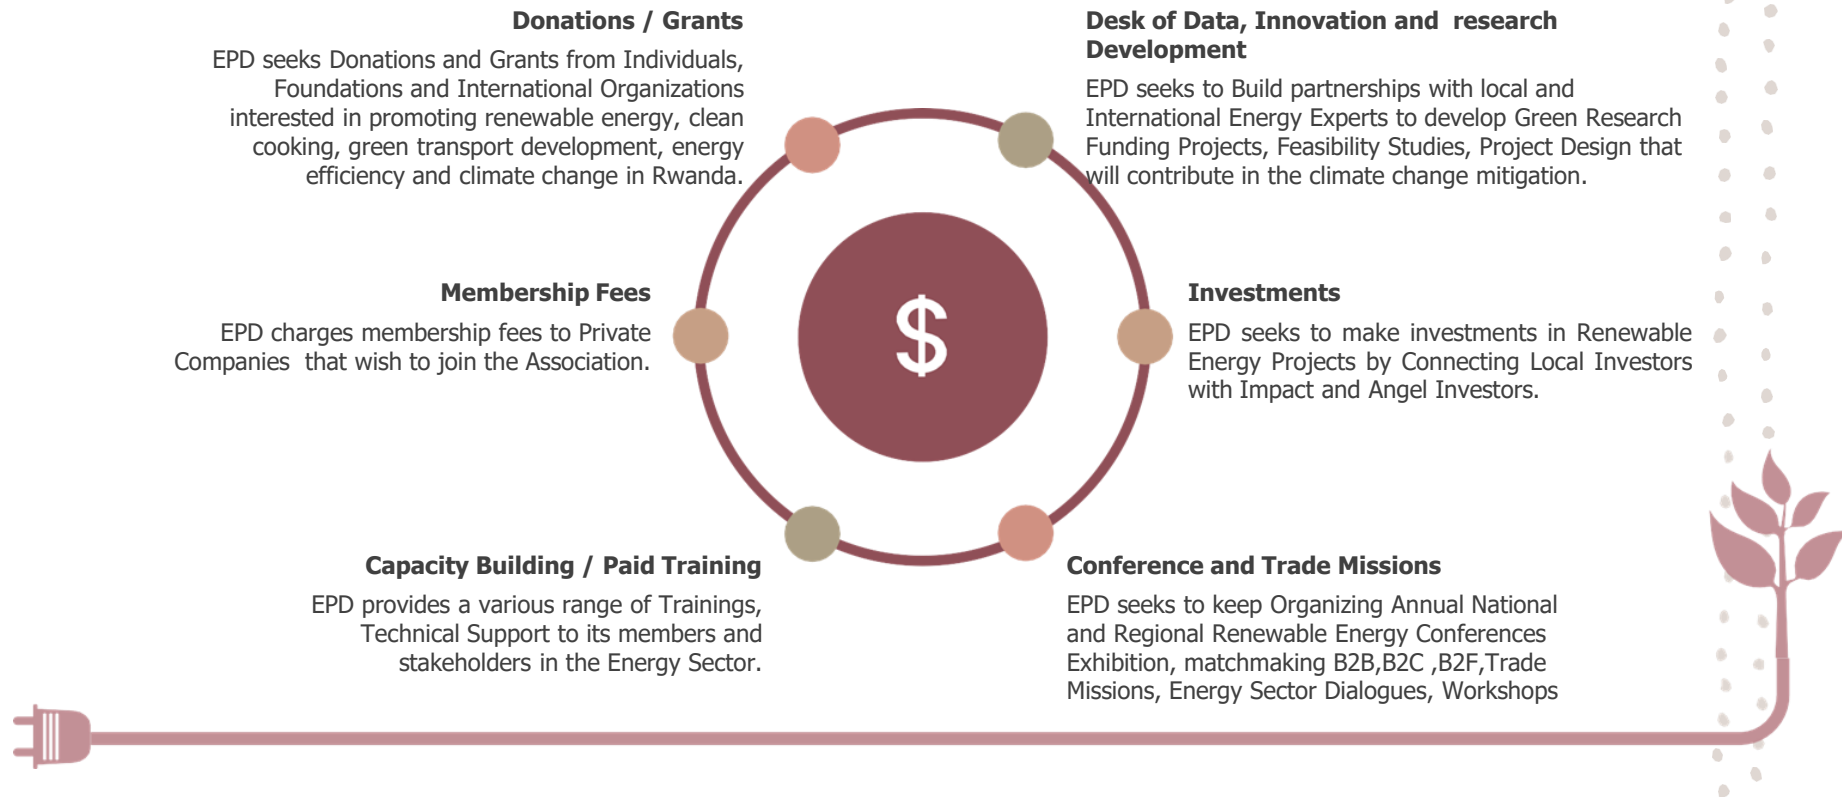 Donations / Grants
EPD seeks Donations and Grants from Individuals,
Foundations and International Organizations
interested in promoting renewable energy, clean
cooking, green transport development, energy
efficiency and climate change in Rwanda.
Desk of Data, Innovation and research
Development
EPD seeks to Build partnerships with local and
International Energy Experts to develop Green Research
Funding Projects, Feasibility Studies, Project Design that
will contribute in the climate change mitigation.
Membership Fees
EPD charges membership fees to Private
Companies that wish to join the Association.
$
Investments
EPD seeks to make investments in Renewable
Energy Projects by Connecting Local Investors
with Impact and Angel Investors.
Capacity Building / Paid Training
EPD provides a various range of Trainings,
Technical Support to its members and
stakeholders in the Energy Sector.
Conference and Trade Missions
EPD seeks to keep Organizing Annual National
and Regional Renewable Energy Conferences
Exhibition, matchmaking B2B,B2C ,B2F,Trade
Missions, Energy Sector Dialogues, Workshops